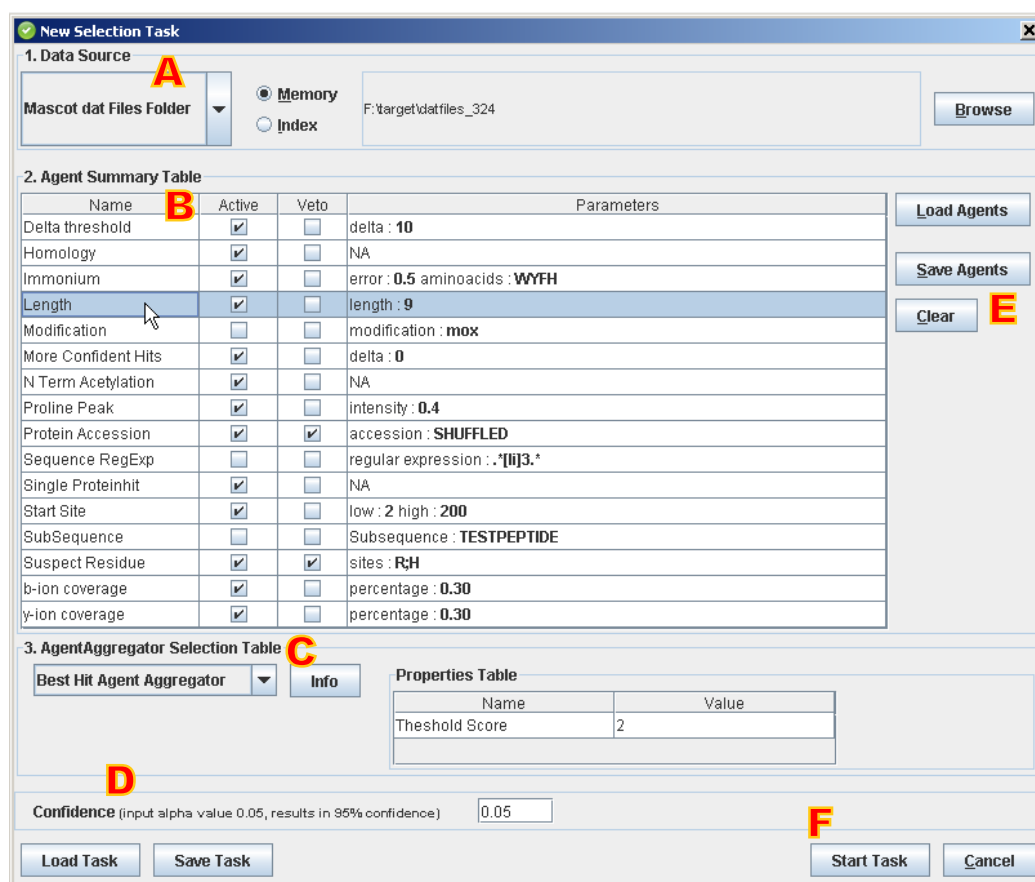 New Selection Task
1. Data Source
A
Mascot dat Files Folder
Memory
Index
F:\target\datfiles_324
Browse
2. Agent Summary Table
B
Name Active Veto Parameters
Delta threshold delta : 10
Homology NA
Immonium error : 0.5 aminoacids : WYFH
Length length : 9
Modification modification : mox
More Confident Hits delta : 0
N Term Acetylation NA
Proline Peak intensity : 0.4
Protein Accession accession : SHUFFLED
Sequence RegExp regular expression : .*[li]3.*
Single Proteinhit NA
Start Site low : 2 high : 200
SubSequence Subsequence : TESTPEPTIDE
Suspect Residue sites : R;H
b-ion coverage percentage : 0.30
y-ion coverage percentage : 0.30
Load Agents
Save Agents
Clear
E
3. AgentAggregator Selection Table
C
Best Hit Agent Aggregator
Info
Properties Table
Name Value
Theshold Score 2
D
Confidence (input alpha value 0.05, results in 95% confidence) 0.05
F
Load Task Save Task Start Task Cancel